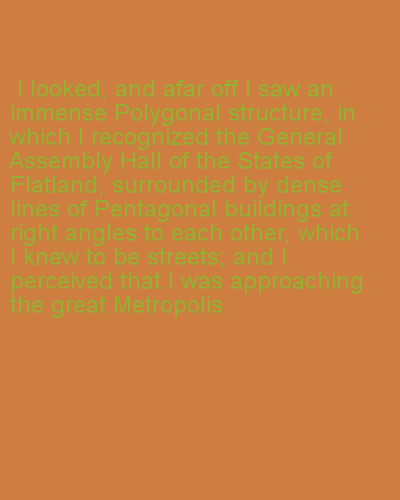 I looked, and afar off I saw an
immense Polygonal structure, in
which I recognized the General
Assembly Hall of the States of
Flatland, surrounded by dense
lines of Pentagonal buildings at
right angles to each other, which
I knew to be streets; and I
perceived that I was approaching
the great Metropolis.